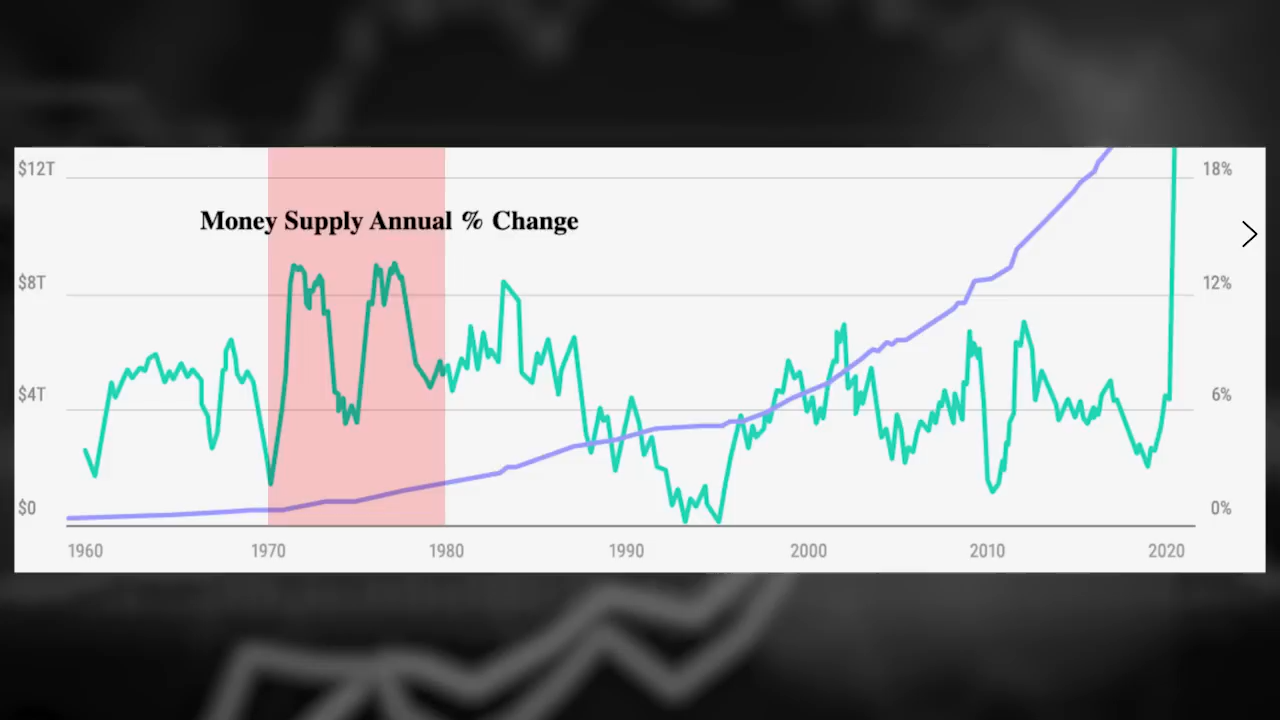 $12T 18%
Money Supply Annual % Change
$8T 12%
$4T 6%
$0 0%
1960 1970 1980 1990 2000 2010 2020